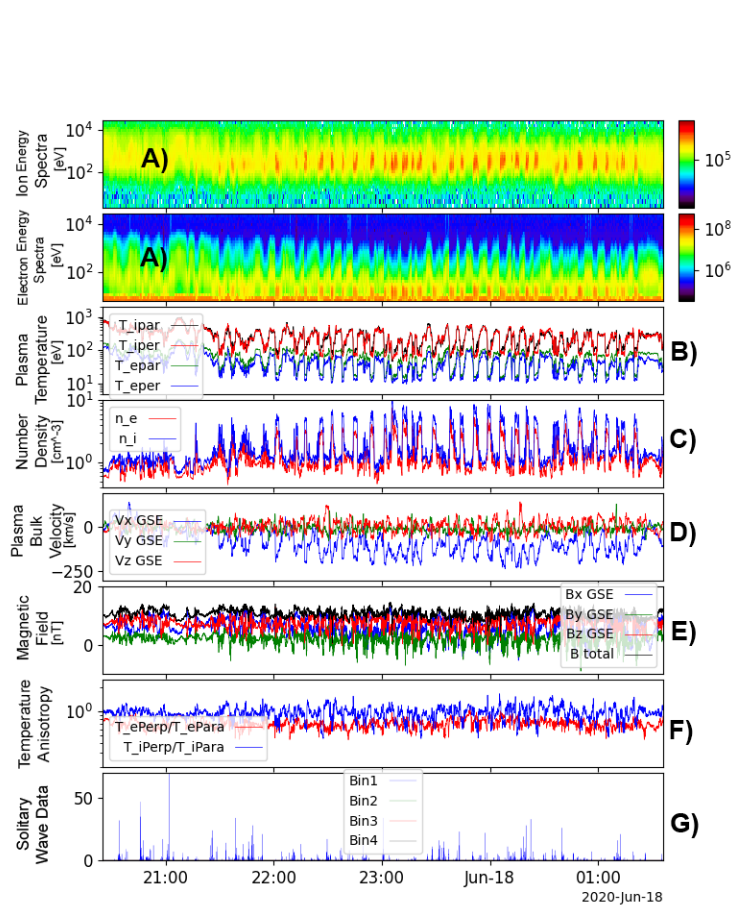 Ion Energy
Spectra
[eV]
10^4
10^2
A)
10^5
Electron Energy
Spectra
[eV]
10^4
10^2
A)
10^8
10^6
Plasma
Temperature
[eV]
10^3
10^2
10^1
T_ipar
T_iper
T_epar
T_eper
B)
Number
Density
[cm^-3]
10^1
10^0
n_e
n_i
C)
Plasma
Bulk
Velocity
[km/s]
0
−250
Vx GSE
Vy GSE
Vz GSE
D)
Magnetic
Field
[nT]
20
0
Bx GSE
By GSE
Bz GSE
B total
E)
Temperature
Anisotropy
10^0
T_ePerp/T_ePara
T_iPerp/T_iPara
F)
Solitary
Wave Data
50
0
Bin1
Bin2
Bin3
Bin4
G)
21:00 22:00 23:00 Jun-18 01:00
2020-Jun-18